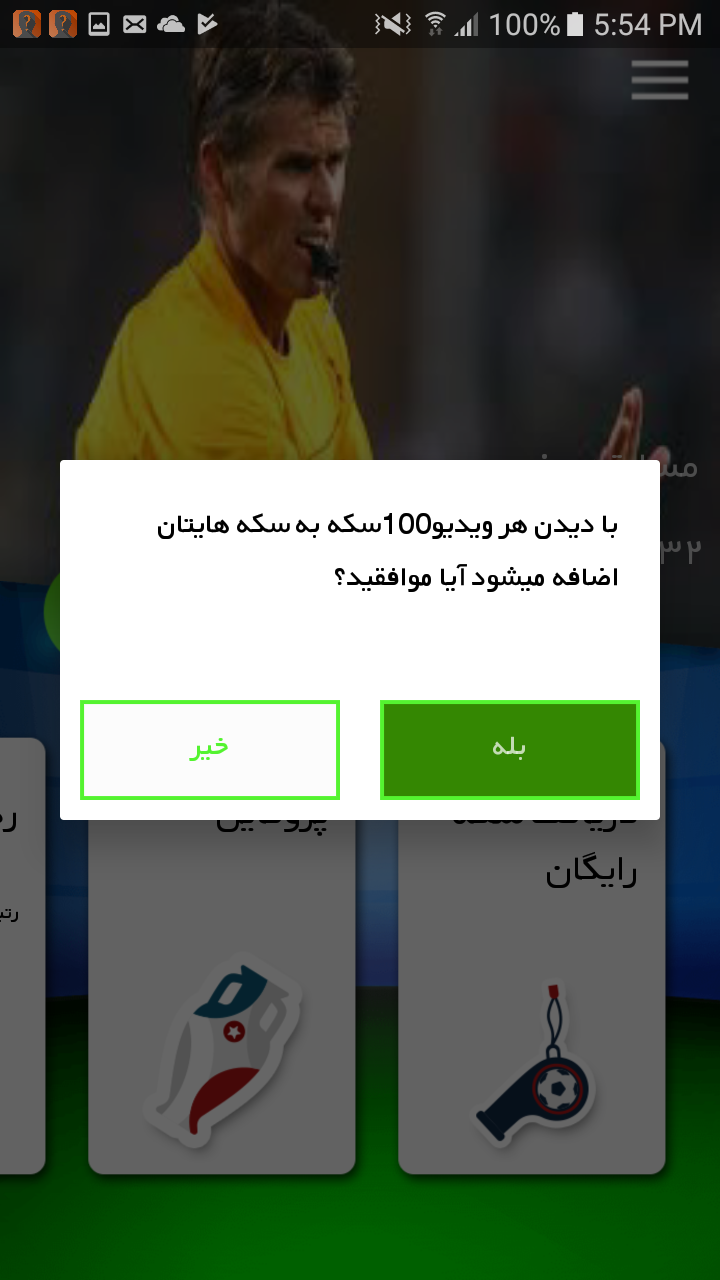 100% 5:54 PM
با دیدن هر ویدیو100سکه به سکه هایتان
اضافه میشود آیا موافقید؟
بله
خیر
رایگان